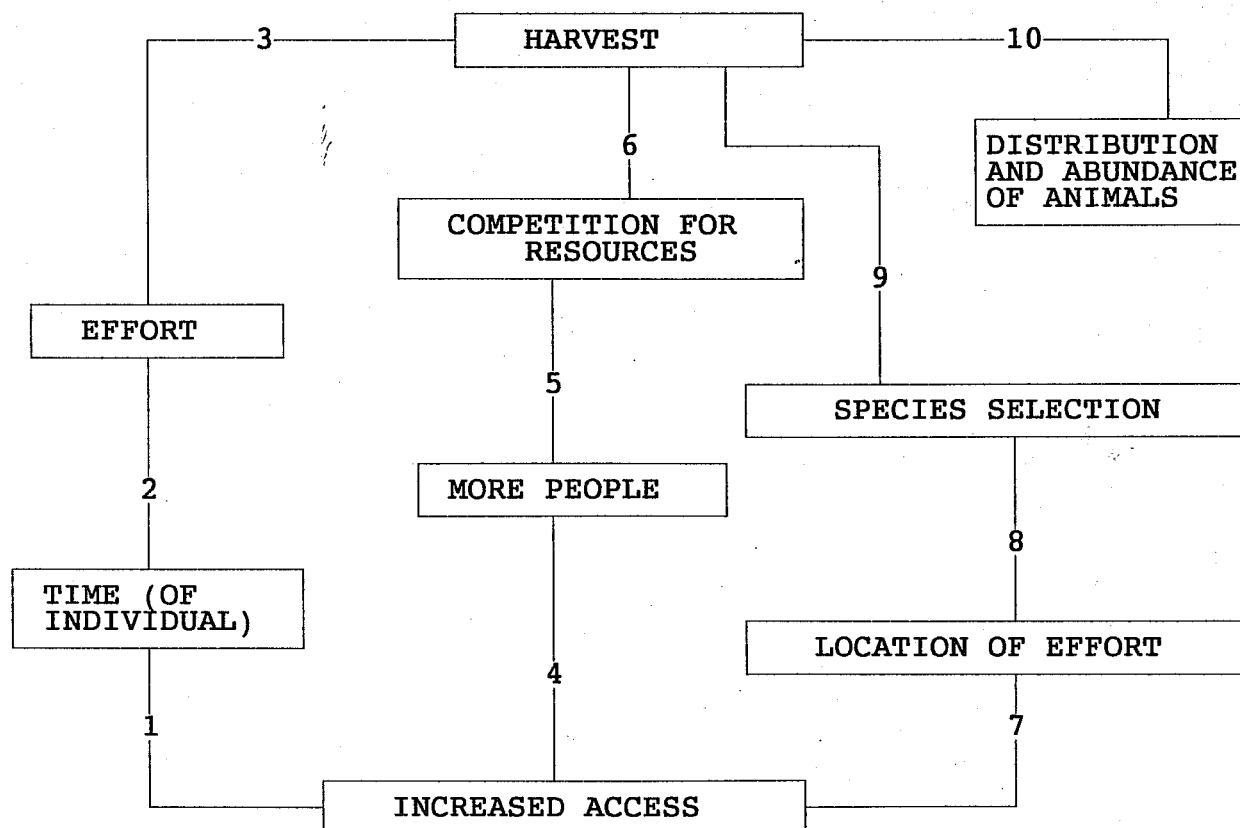 3
HARVEST
10
6
DISTRIBUTION
AND ABUNDANCE
OF ANIMALS
COMPETITION FOR
RESOURCES
9
EFFORT
5
SPECIES SELECTION
2
MORE PEOPLE
8
TIME (OF
INDIVIDUAL)
LOCATION OF EFFORT
4
1
7
INCREASED ACCESS